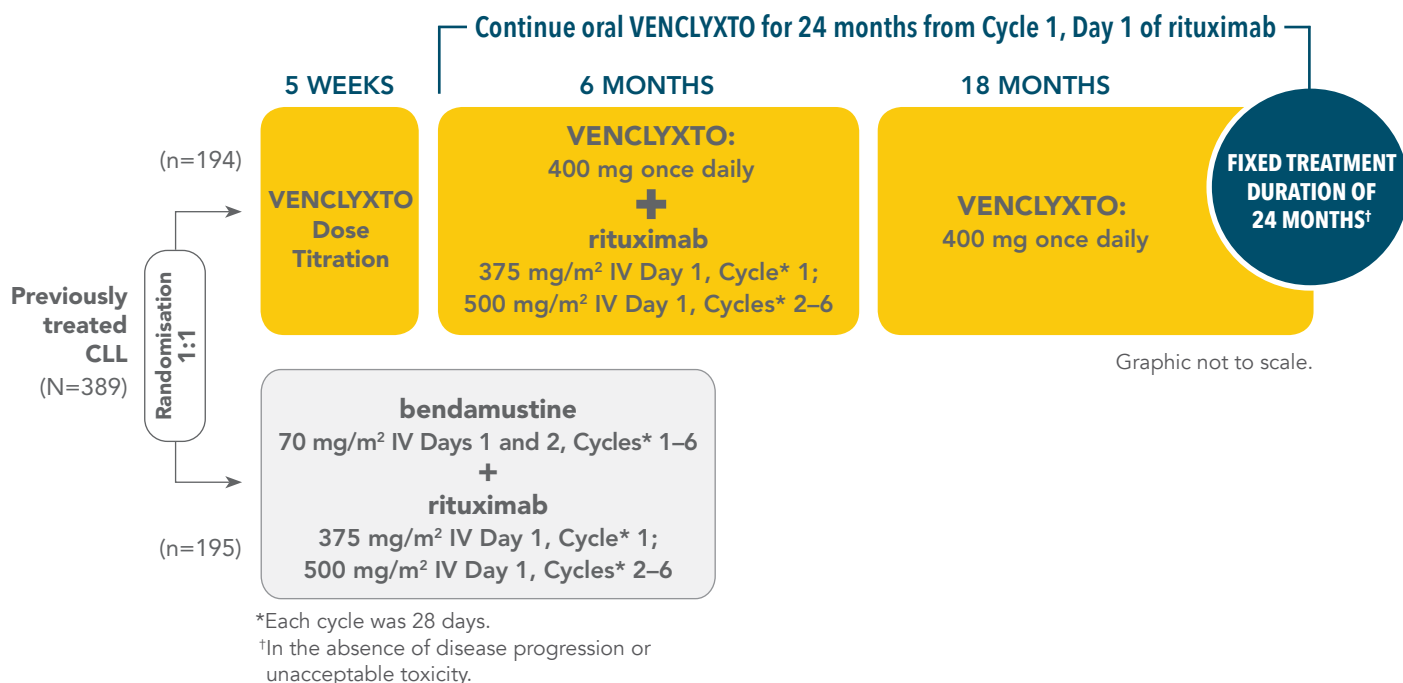 Continue oral VENCLYXTO for 24 months from Cycle 1, Day 1 of rituximab
5 WEEKS
6 MONTHS
18 MONTHS
Previously
treated
CLL
(N=389)
Randomisation
1:1
(n=194)
VENCLYXTO
Dose
Titration
VENCLYXTO:
400 mg once daily
+
rituximab
375 mg/m² IV Day 1, Cycle* 1;
500 mg/m² IV Day 1, Cycles* 2–6
VENCLYXTO:
400 mg once daily
FIXED TREATMENT
DURATION OF
24 MONTHS†
Graphic not to scale.
(n=195)
bendamustine
70 mg/m² IV Days 1 and 2, Cycles* 1–6
+
rituximab
375 mg/m² IV Day 1, Cycle* 1;
500 mg/m² IV Day 1, Cycles* 2–6
*Each cycle was 28 days.
†In the absence of disease progression or
unacceptable toxicity.